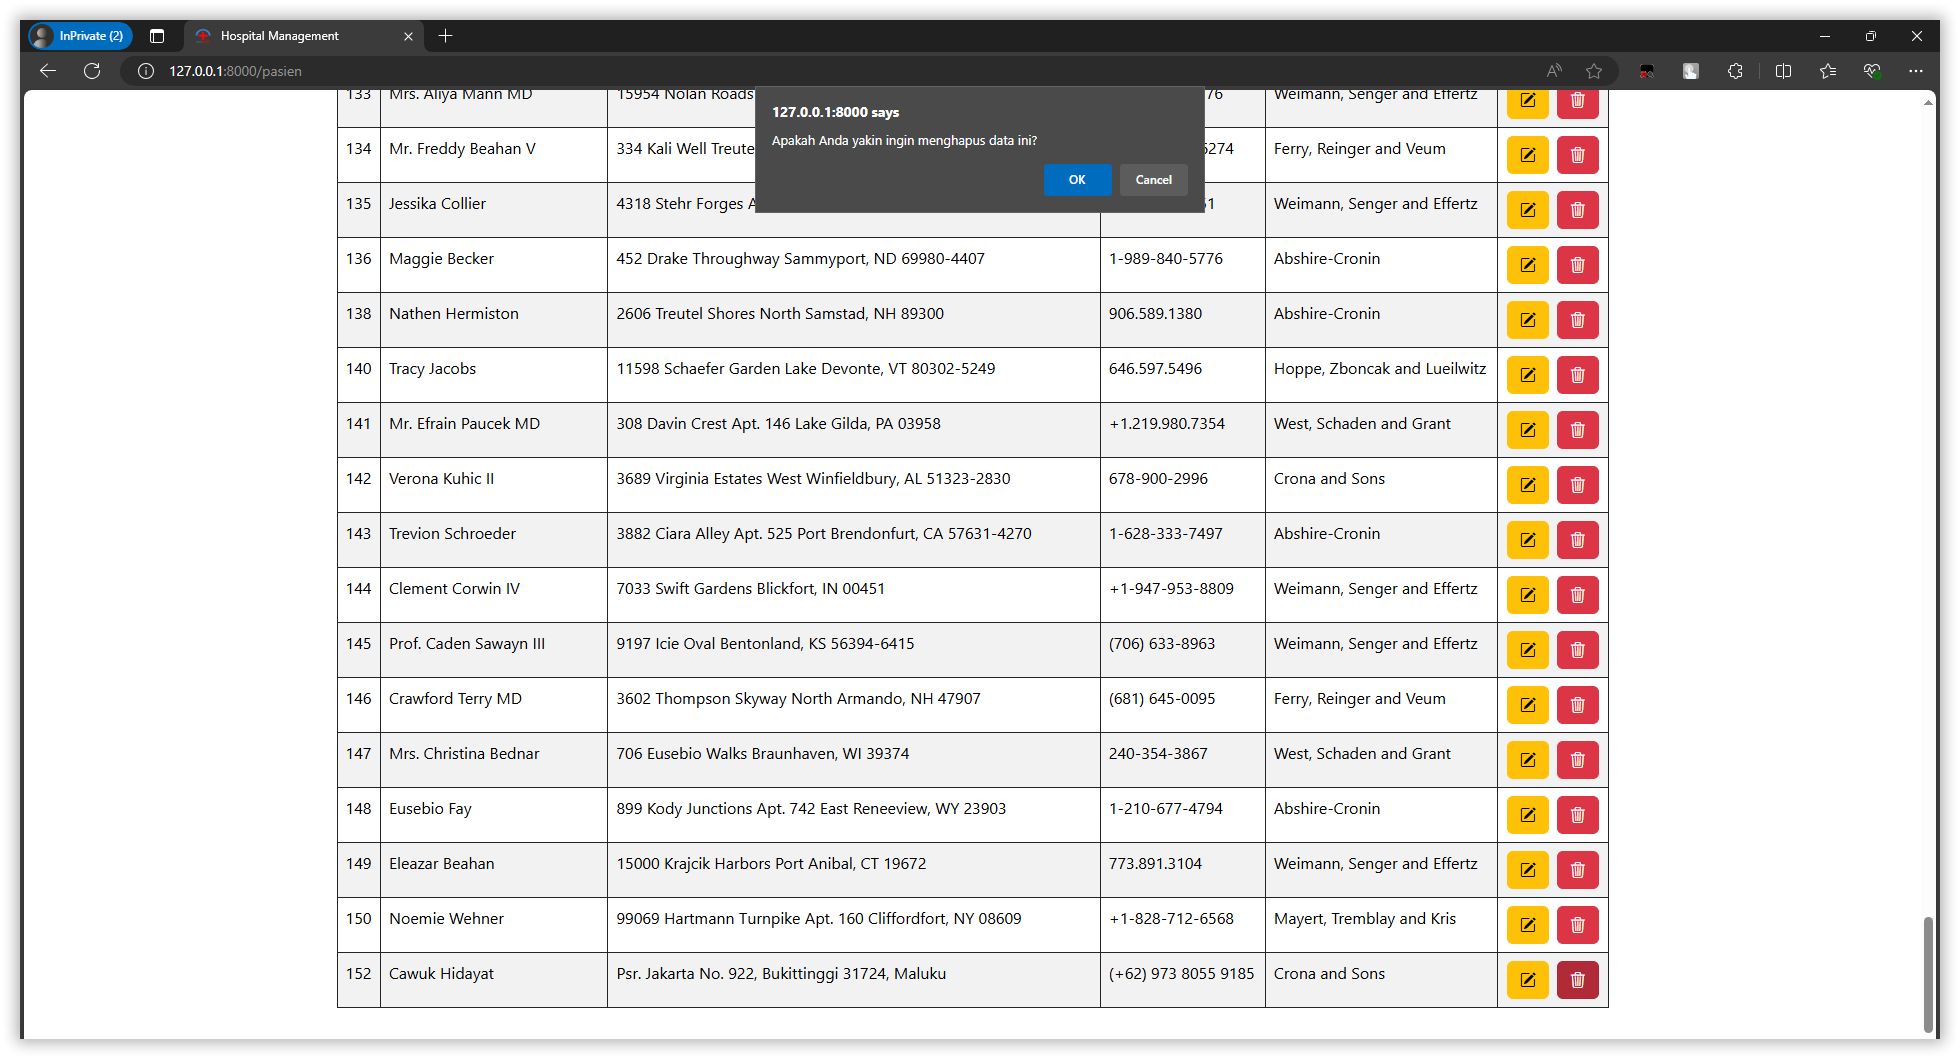 InPrivate (2)
Hospital Management
127.0.0.1:8000/pasien
127.0.0.1:8000 says
Apakah Anda yakin ingin menghapus data ini?
OK Cancel
133 Mrs. Aliya Mann MD 15954 Nolan Roads 76 Weimann, Senger and Effertz
134 Mr. Freddy Beahan V 334 Kali Well Treute 6274 Ferry, Reinger and Veum
135 Jessika Collier 4318 Stehr Forges A 51 Weimann, Senger and Effertz
136 Maggie Becker 452 Drake Throughway Sammyport, ND 69980-4407 1-989-840-5776 Abshire-Cronin
138 Nathen Hermiston 2606 Treutel Shores North Samstad, NH 89300 906.589.1380 Abshire-Cronin
140 Tracy Jacobs 11598 Schaefer Garden Lake Devonte, VT 80302-5249 646.597.5496 Hoppe, Zboncak and Lueilwitz
141 Mr. Efrain Paucek MD 308 Davin Crest Apt. 146 Lake Gilda, PA 03958 +1.219.980.7354 West, Schaden and Grant
142 Verona Kuhic II 3689 Virginia Estates West Winfieldbury, AL 51323-2830 678-900-2996 Crona and Sons
143 Trevion Schroeder 3882 Ciara Alley Apt. 525 Port Brendonfurt, CA 57631-4270 1-628-333-7497 Abshire-Cronin
144 Clement Corwin IV 7033 Swift Gardens Blickfort, IN 00451 +1-947-953-8809 Weimann, Senger and Effertz
145 Prof. Caden Sawayn III 9197 Icie Oval Bentonland, KS 56394-6415 (706) 633-8963 Weimann, Senger and Effertz
146 Crawford Terry MD 3602 Thompson Skyway North Armando, NH 47907 (681) 645-0095 Ferry, Reinger and Veum
147 Mrs. Christina Bednar 706 Eusebio Walks Braunhaven, WI 39374 240-354-3867 West, Schaden and Grant
148 Eusebio Fay 899 Kody Junctions Apt. 742 East Reneeview, WY 23903 1-210-677-4794 Abshire-Cronin
149 Eleazar Beahan 15000 Krajcik Harbors Port Anibal, CT 19672 773.891.3104 Weimann, Senger and Effertz
150 Noemie Wehner 99069 Hartmann Turnpike Apt. 160 Cliffordfort, NY 08609 +1-828-712-6568 Mayert, Tremblay and Kris
152 Cawuk Hidayat Psr. Jakarta No. 922, Bukittinggi 31724, Maluku (+62) 973 8055 9185 Crona and Sons